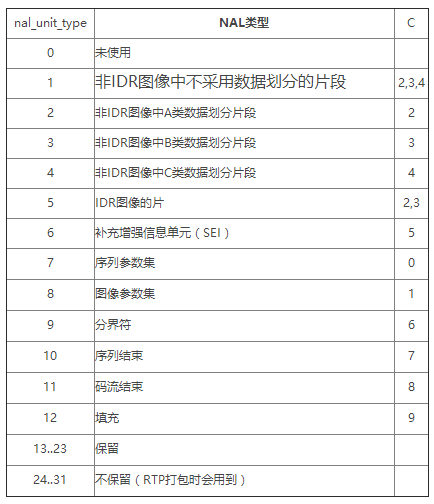 nal_unit_type NAL类型 C
0 未使用
1 非IDR图像中不采用数据划分的片段 2,3,4
2 非IDR图像中A类数据划分片段 2
3 非IDR图像中B类数据划分片段 3
4 非IDR图像中C类数据划分片段 4
5 IDR图像的片 2,3
6 补充增强信息单元（SEI） 5
7 序列参数集 0
8 图像参数集 1
9 分界符 6
10 序列结束 7
11 码流结束 8
12 填充 9
13..23 保留
24..31 不保留（RTP打包时会用到）